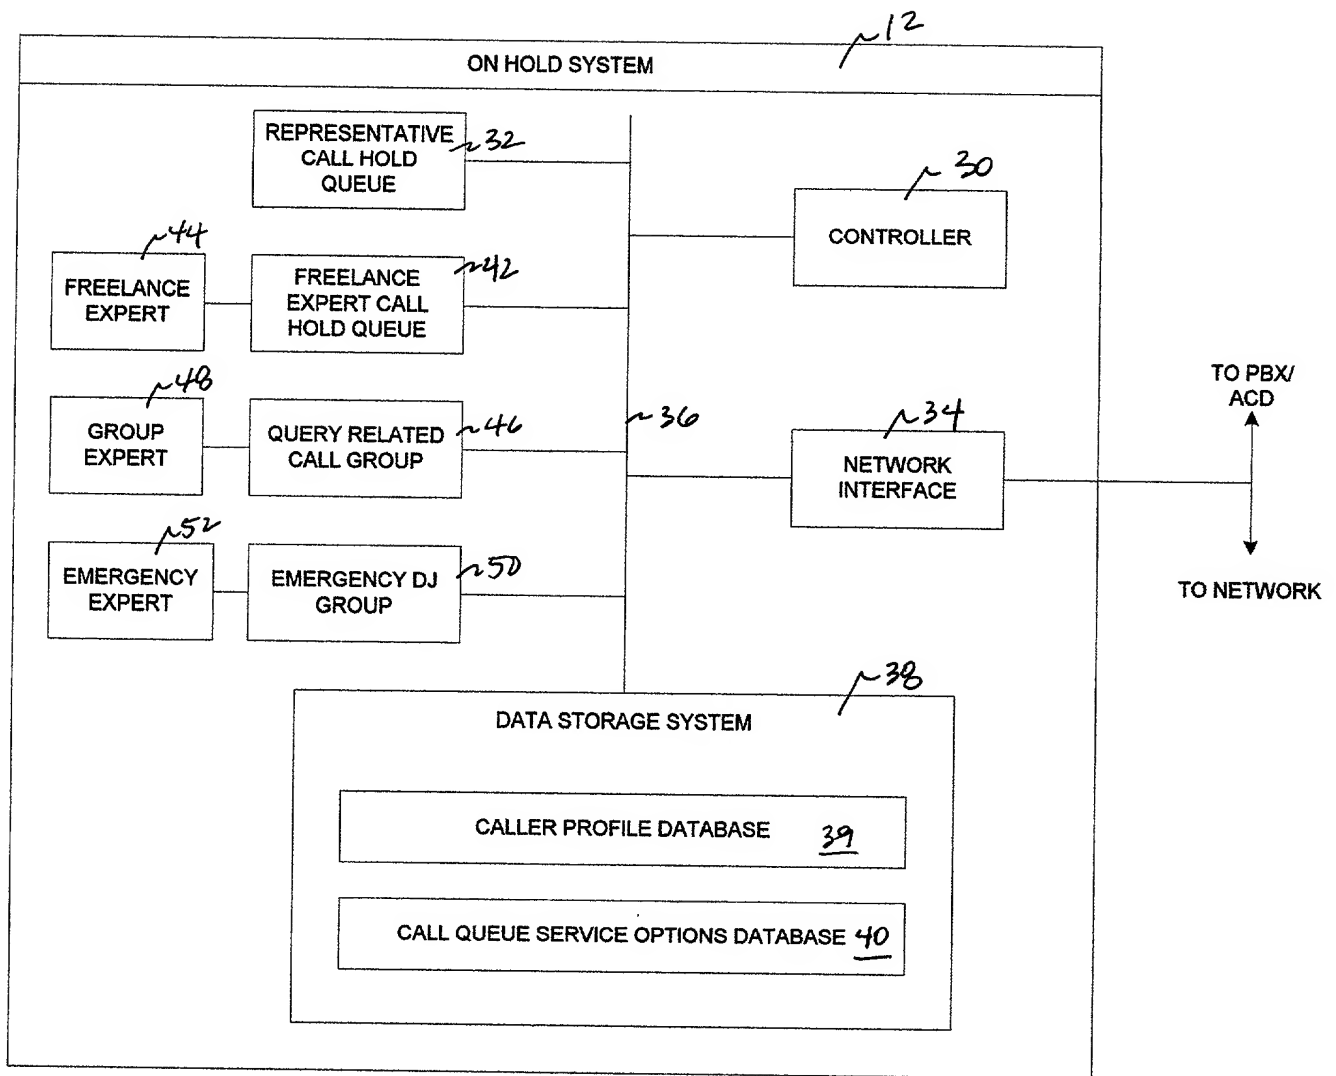 12
ON HOLD SYSTEM
REPRESENTATIVE
CALL HOLD
QUEUE
32
30
CONTROLLER
44
FREELANCE
EXPERT
42
FREELANCE
EXPERT CALL
HOLD QUEUE
48
GROUP
EXPERT
QUERY RELATED
CALL GROUP
46
36
34
NETWORK
INTERFACE
TO PBX/
ACD
TO NETWORK
52
EMERGENCY
EXPERT
EMERGENCY DJ
GROUP
50
38
DATA STORAGE SYSTEM
CALLER PROFILE DATABASE 39
CALL QUEUE SERVICE OPTIONS DATABASE 40